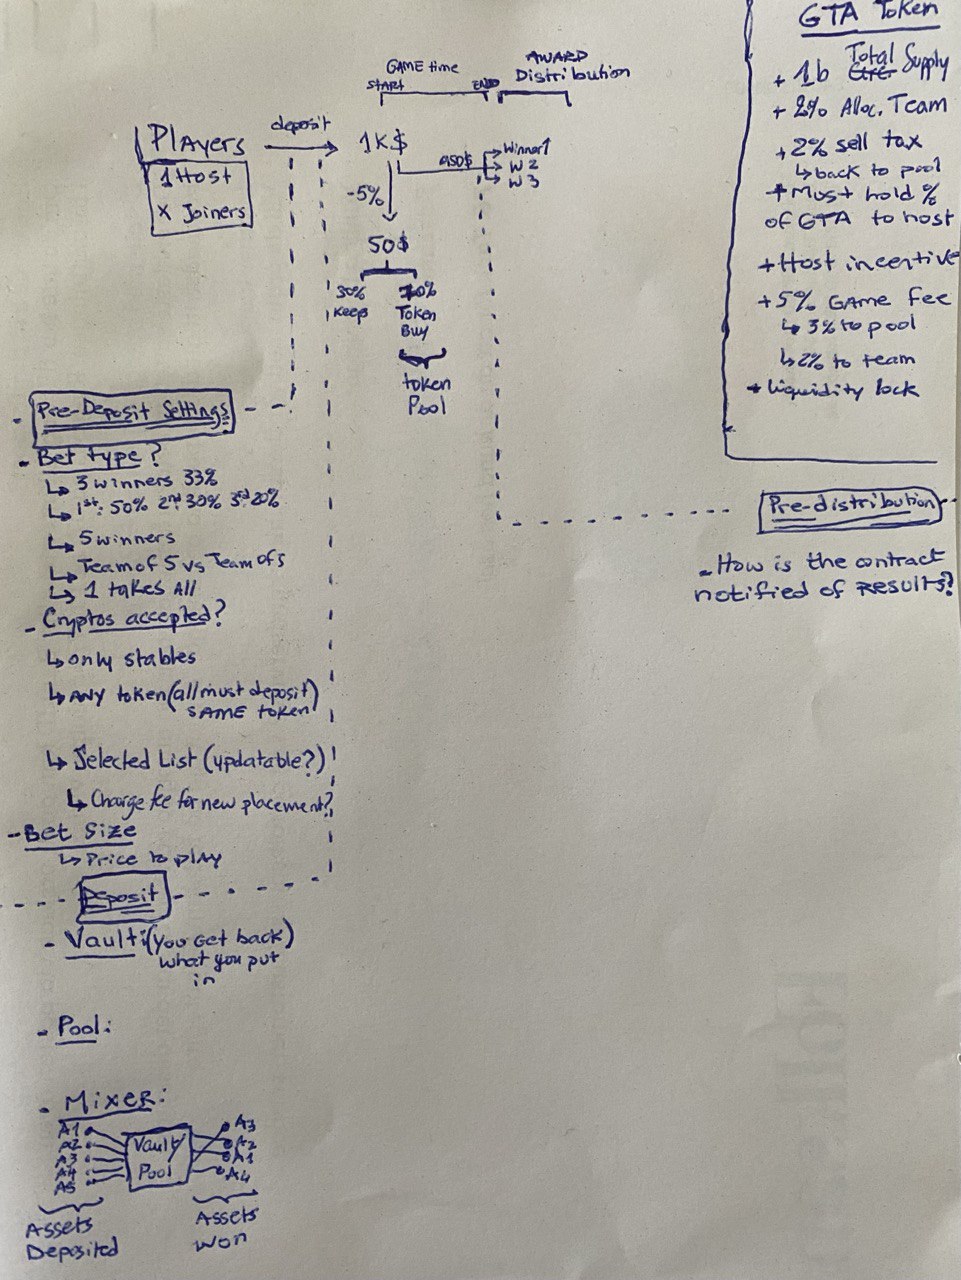 GAME time
START
END
AWARD
Distribution
Players
1 Host
X Joiners
deposit
1K$
950$
Winner 1
W 2
W 3
-5%
50$
30%
Keep
70%
Token
Buy
token
Pool
GTA Token
+ 1b Total Supply
+ 2% Alloc. Team
+ 2% sell tax
↳ back to pool
+ Must hold %
of GTA to host
+ Host incentive
+ 5% GAME Fee
↳ 3% to pool
↳ 2% to team
+ liquidity lock
- Pre-Deposit Settings
- Bet type?
↳ 3 winners 33%
↳ 1st: 50% 2nd 30% 3rd 20%
↳ 5 winners
↳ Team of 5 vs Team of 5
↳ 1 takes All
- Cryptos accepted?
↳ only stables
↳ ANY token (all must deposit)
SAME token
↳ Selected List (updatable?)
↳ Charge fee for new placement?
- Bet Size
↳ Price to play
Deposit
- Vault: (you Get back)
what you put
in
- Pool:
- Mixer:
A1
A2
A3
A4
A5
Vault/
Pool
A3
A2
A1
A4
Assets
Deposited
Assets
Won
Pre-distribution
- How is the contract
notified of results?